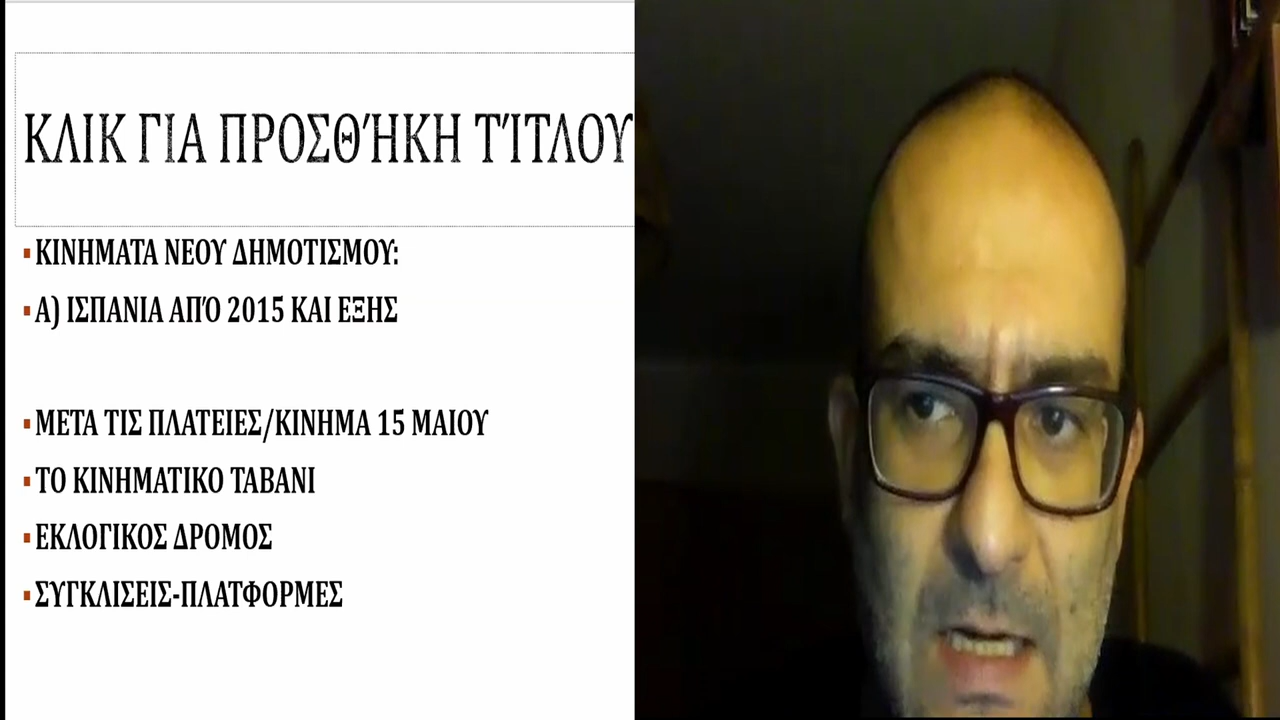 ΚΛΙΚ ΓΙΑ ΠΡΟΣΘΉΚΗ ΤΊΤΛΟΥ
▪ΚΙΝΗΜΑΤΑ ΝΕΟΥ ΔΗΜΟΤΙΣΜΟΥ:
▪Α) ΙΣΠΑΝΙΑ ΑΠΌ 2015 ΚΑΙ ΕΞΗΣ
▪ΜΕΤΑ ΤΙΣ ΠΛΑΤΕΙΕΣ/ΚΙΝΗΜΑ 15 ΜΑΙΟΥ
▪ΤΟ ΚΙΝΗΜΑΤΙΚΟ ΤΑΒΑΝΙ
▪ΕΚΛΟΓΙΚΟΣ ΔΡΟΜΟΣ
▪ΣΥΓΚΛΙΣΕΙΣ-ΠΛΑΤΦΟΡΜΕΣ